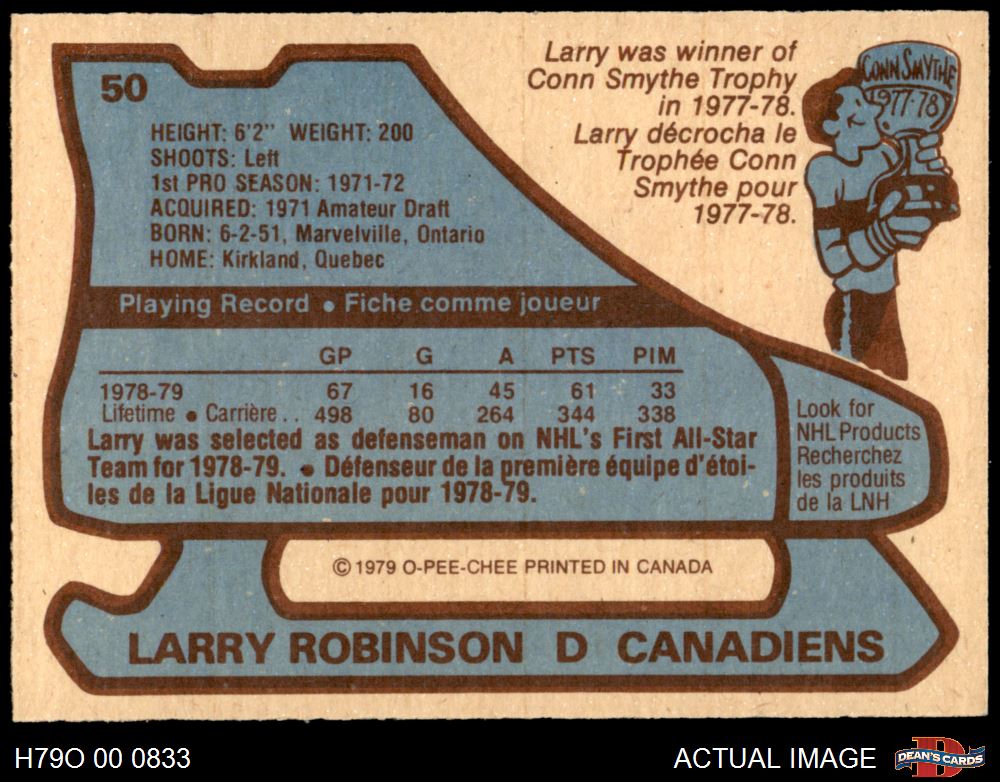 50
HEIGHT: 6'2" WEIGHT: 200
SHOOTS: Left
1st PRO SEASON: 1971-72
ACQUIRED: 1971 Amateur Draft
BORN: 6-2-51, Marvelville, Ontario
HOME: Kirkland, Quebec
Larry was winner of
Conn Smythe Trophy
in 1977-78.
Larry décrocha le
Trophée Conn
Smythe pour
1977-78.
CONN SMYTHE
1977-78
Playing Record • Fiche comme joueur
GP G A PTS PIM
1978-79 67 16 45 61 33
Lifetime • Carrière . . 498 80 264 344 338
Larry was selected as defenseman on NHL's First All-Star
Team for 1978-79. • Défenseur de la première équipe d'étoi-
les de la Ligue Nationale pour 1978-79.
Look for
NHL Products
Recherchez
les produits
de la LNH
© 1979 O-PEE-CHEE PRINTED IN CANADA
LARRY ROBINSON D CANADIENS
H79O 00 0833
ACTUAL IMAGE
D
DEAN'S CARDS